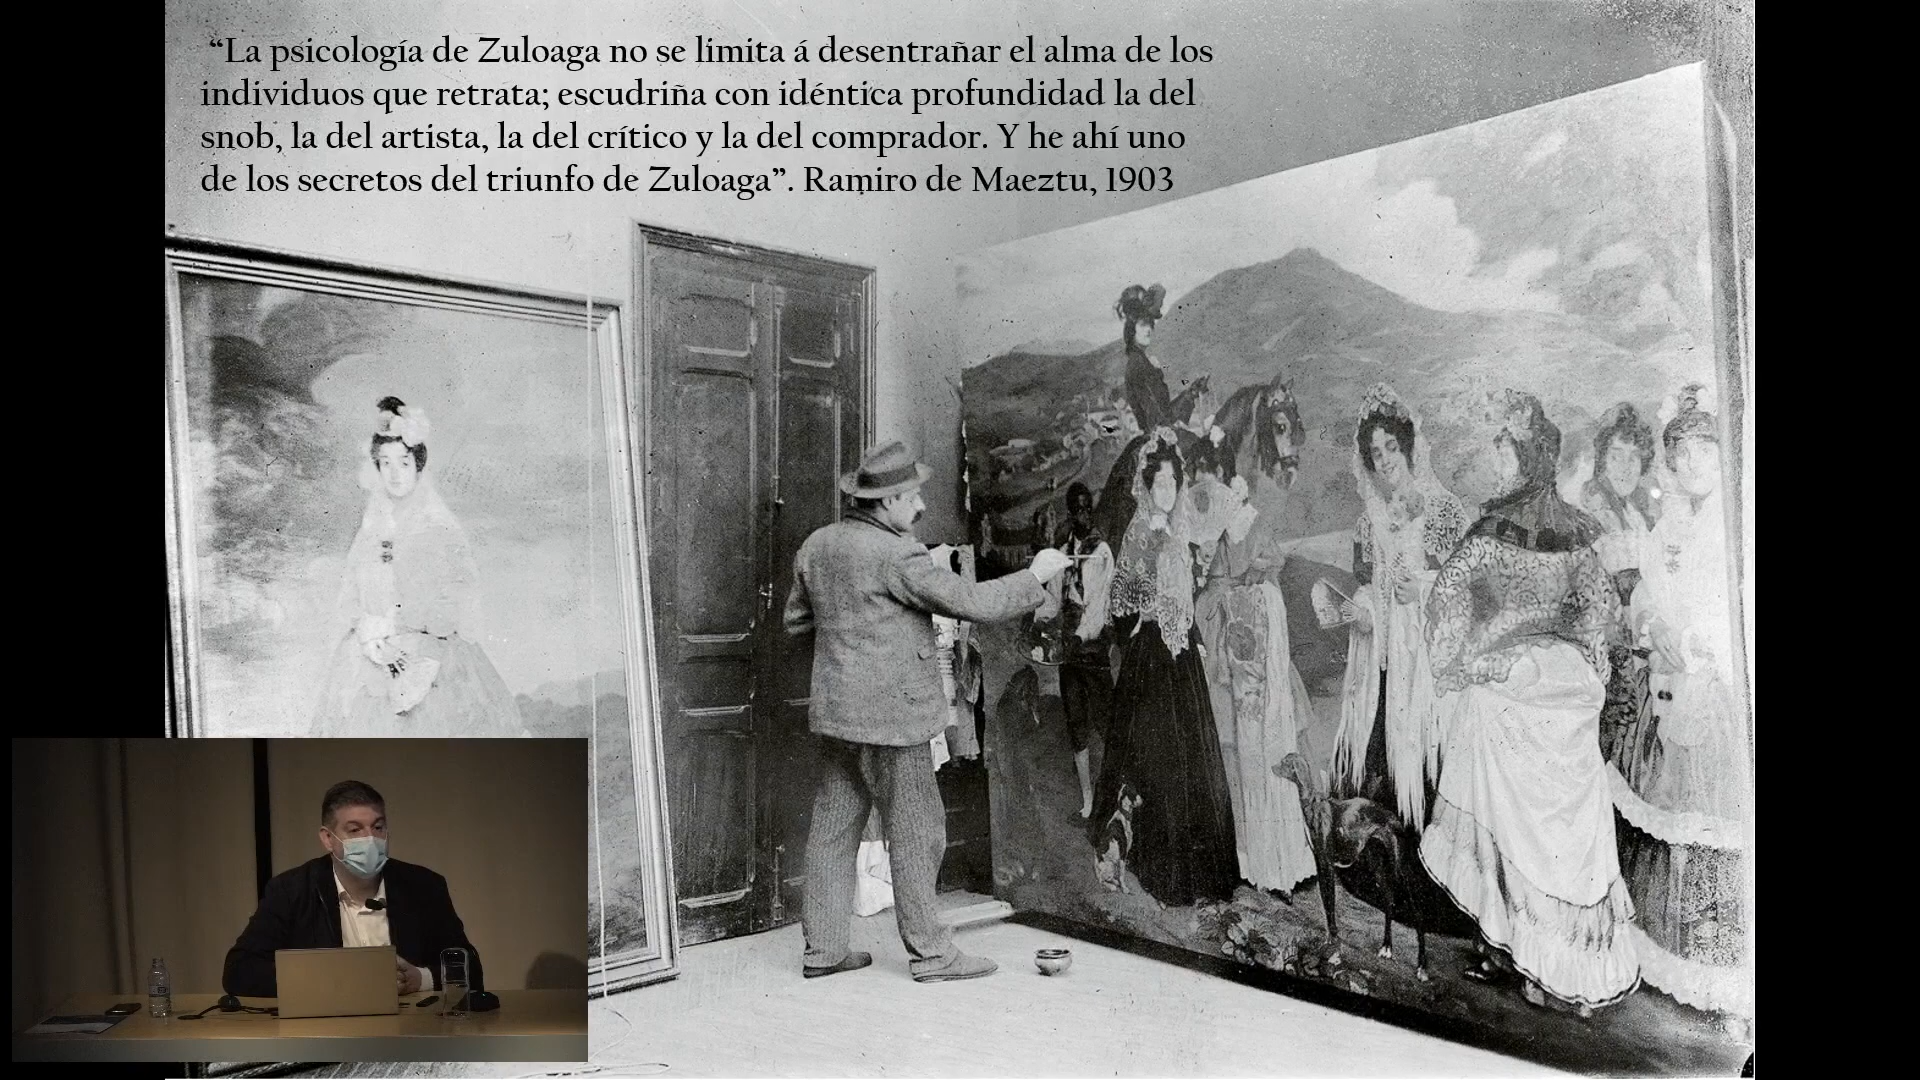 “La psicología de Zuloaga no se limita á desentrañar el alma de los
individuos que retrata; escudriña con idéntica profundidad la del
snob, la del artista, la del crítico y la del comprador. Y he ahí uno
de los secretos del triunfo de Zuloaga”. Ramiro de Maeztu, 1903